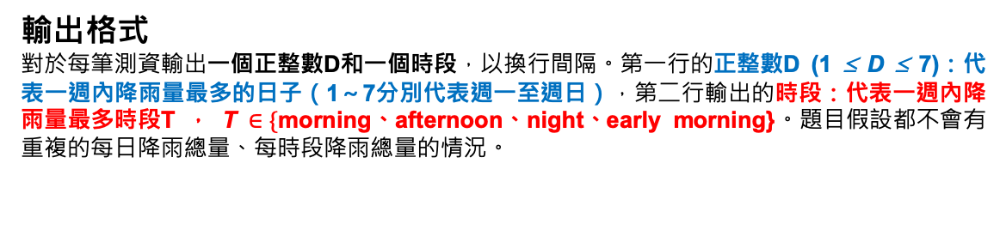 輸出格式
對於每筆測資輸出一個正整數D和一個時段，以換行間隔。第一行的正整數D (1 ≤ D ≤ 7)：代
表一週內降雨量最多的日子（1～7分別代表週一至週日），第二行輸出的時段：代表一週內降
雨量最多時段T ， T ∈ {morning、afternoon、night、early morning}。題目假設都不會有
重複的每日降雨總量、每時段降雨總量的情況。